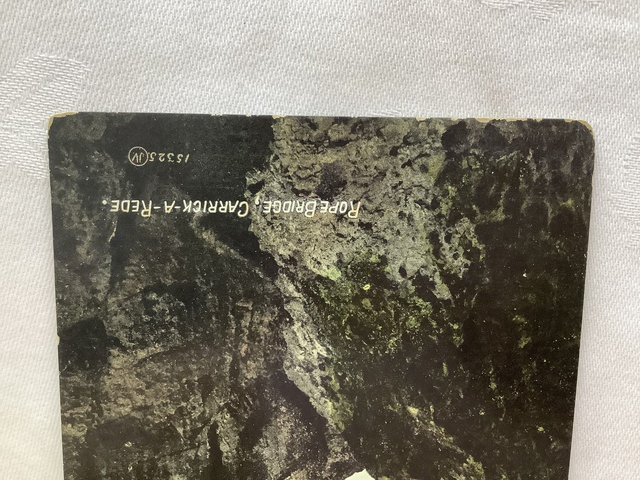 Rope Bridge, Carrick-A-Rede.
15325 JV